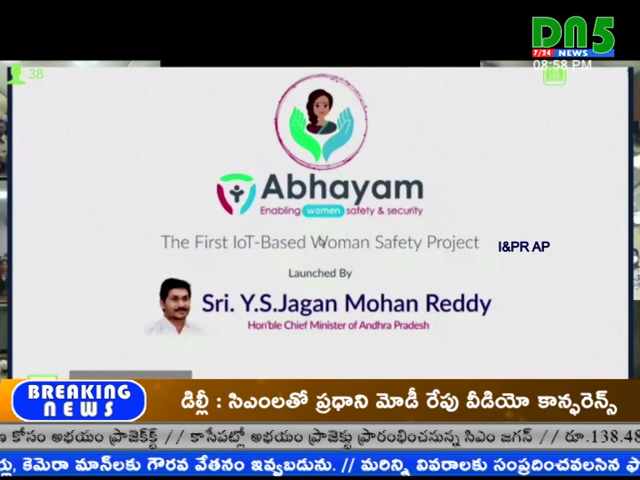 DN5
7/24 NEWS
08:58 PM
38
Abhayam
Enabling women safety & security
The First IoT-Based Woman Safety Project
I&PR AP
Launched By
Sri. Y.S.Jagan Mohan Reddy
Hon'ble Chief Minister of Andhra Pradesh
BREAKING NEWS
డిల్లీ : సిఎంలతో ప్రధాని మోడీ రేపు వీడియో కాన్ఫరెన్స్
ణ కోసం అభయం ప్రాజెక్ట్ // కాసేపట్లో అభయం ప్రాజెక్టు ప్రారంభించనున్న సిఎం జగన్ // రూ.138.48
ర్లు, కెమెరా మాన్‌లకు గౌరవ వేతనం ఇవ్వబడును. // మరిన్ని వివరాలకు సంప్రదించవలసిన